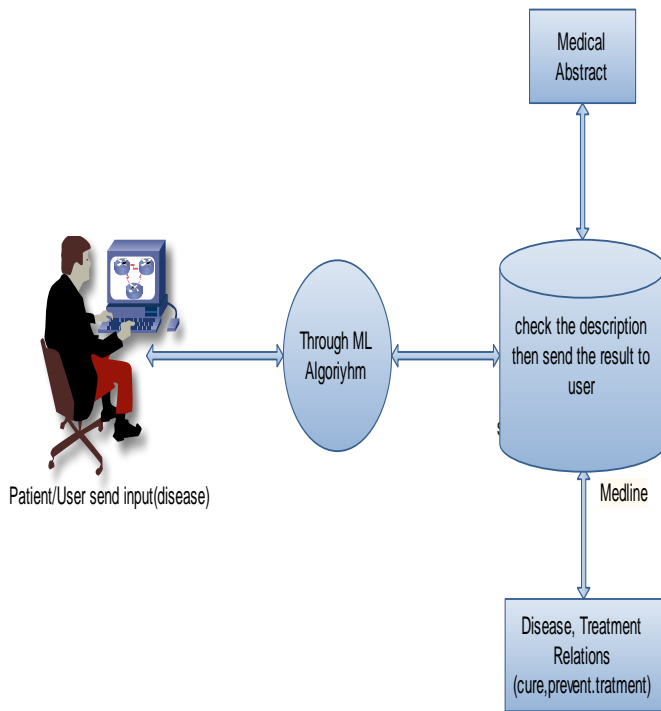 Medical
Abstract
check the description
then send the result to
user
Through ML
Algoriyhm
Patient/User send input(disease)
Medline
Disease, Treatment
Relations
(cure,prevent.tratment)